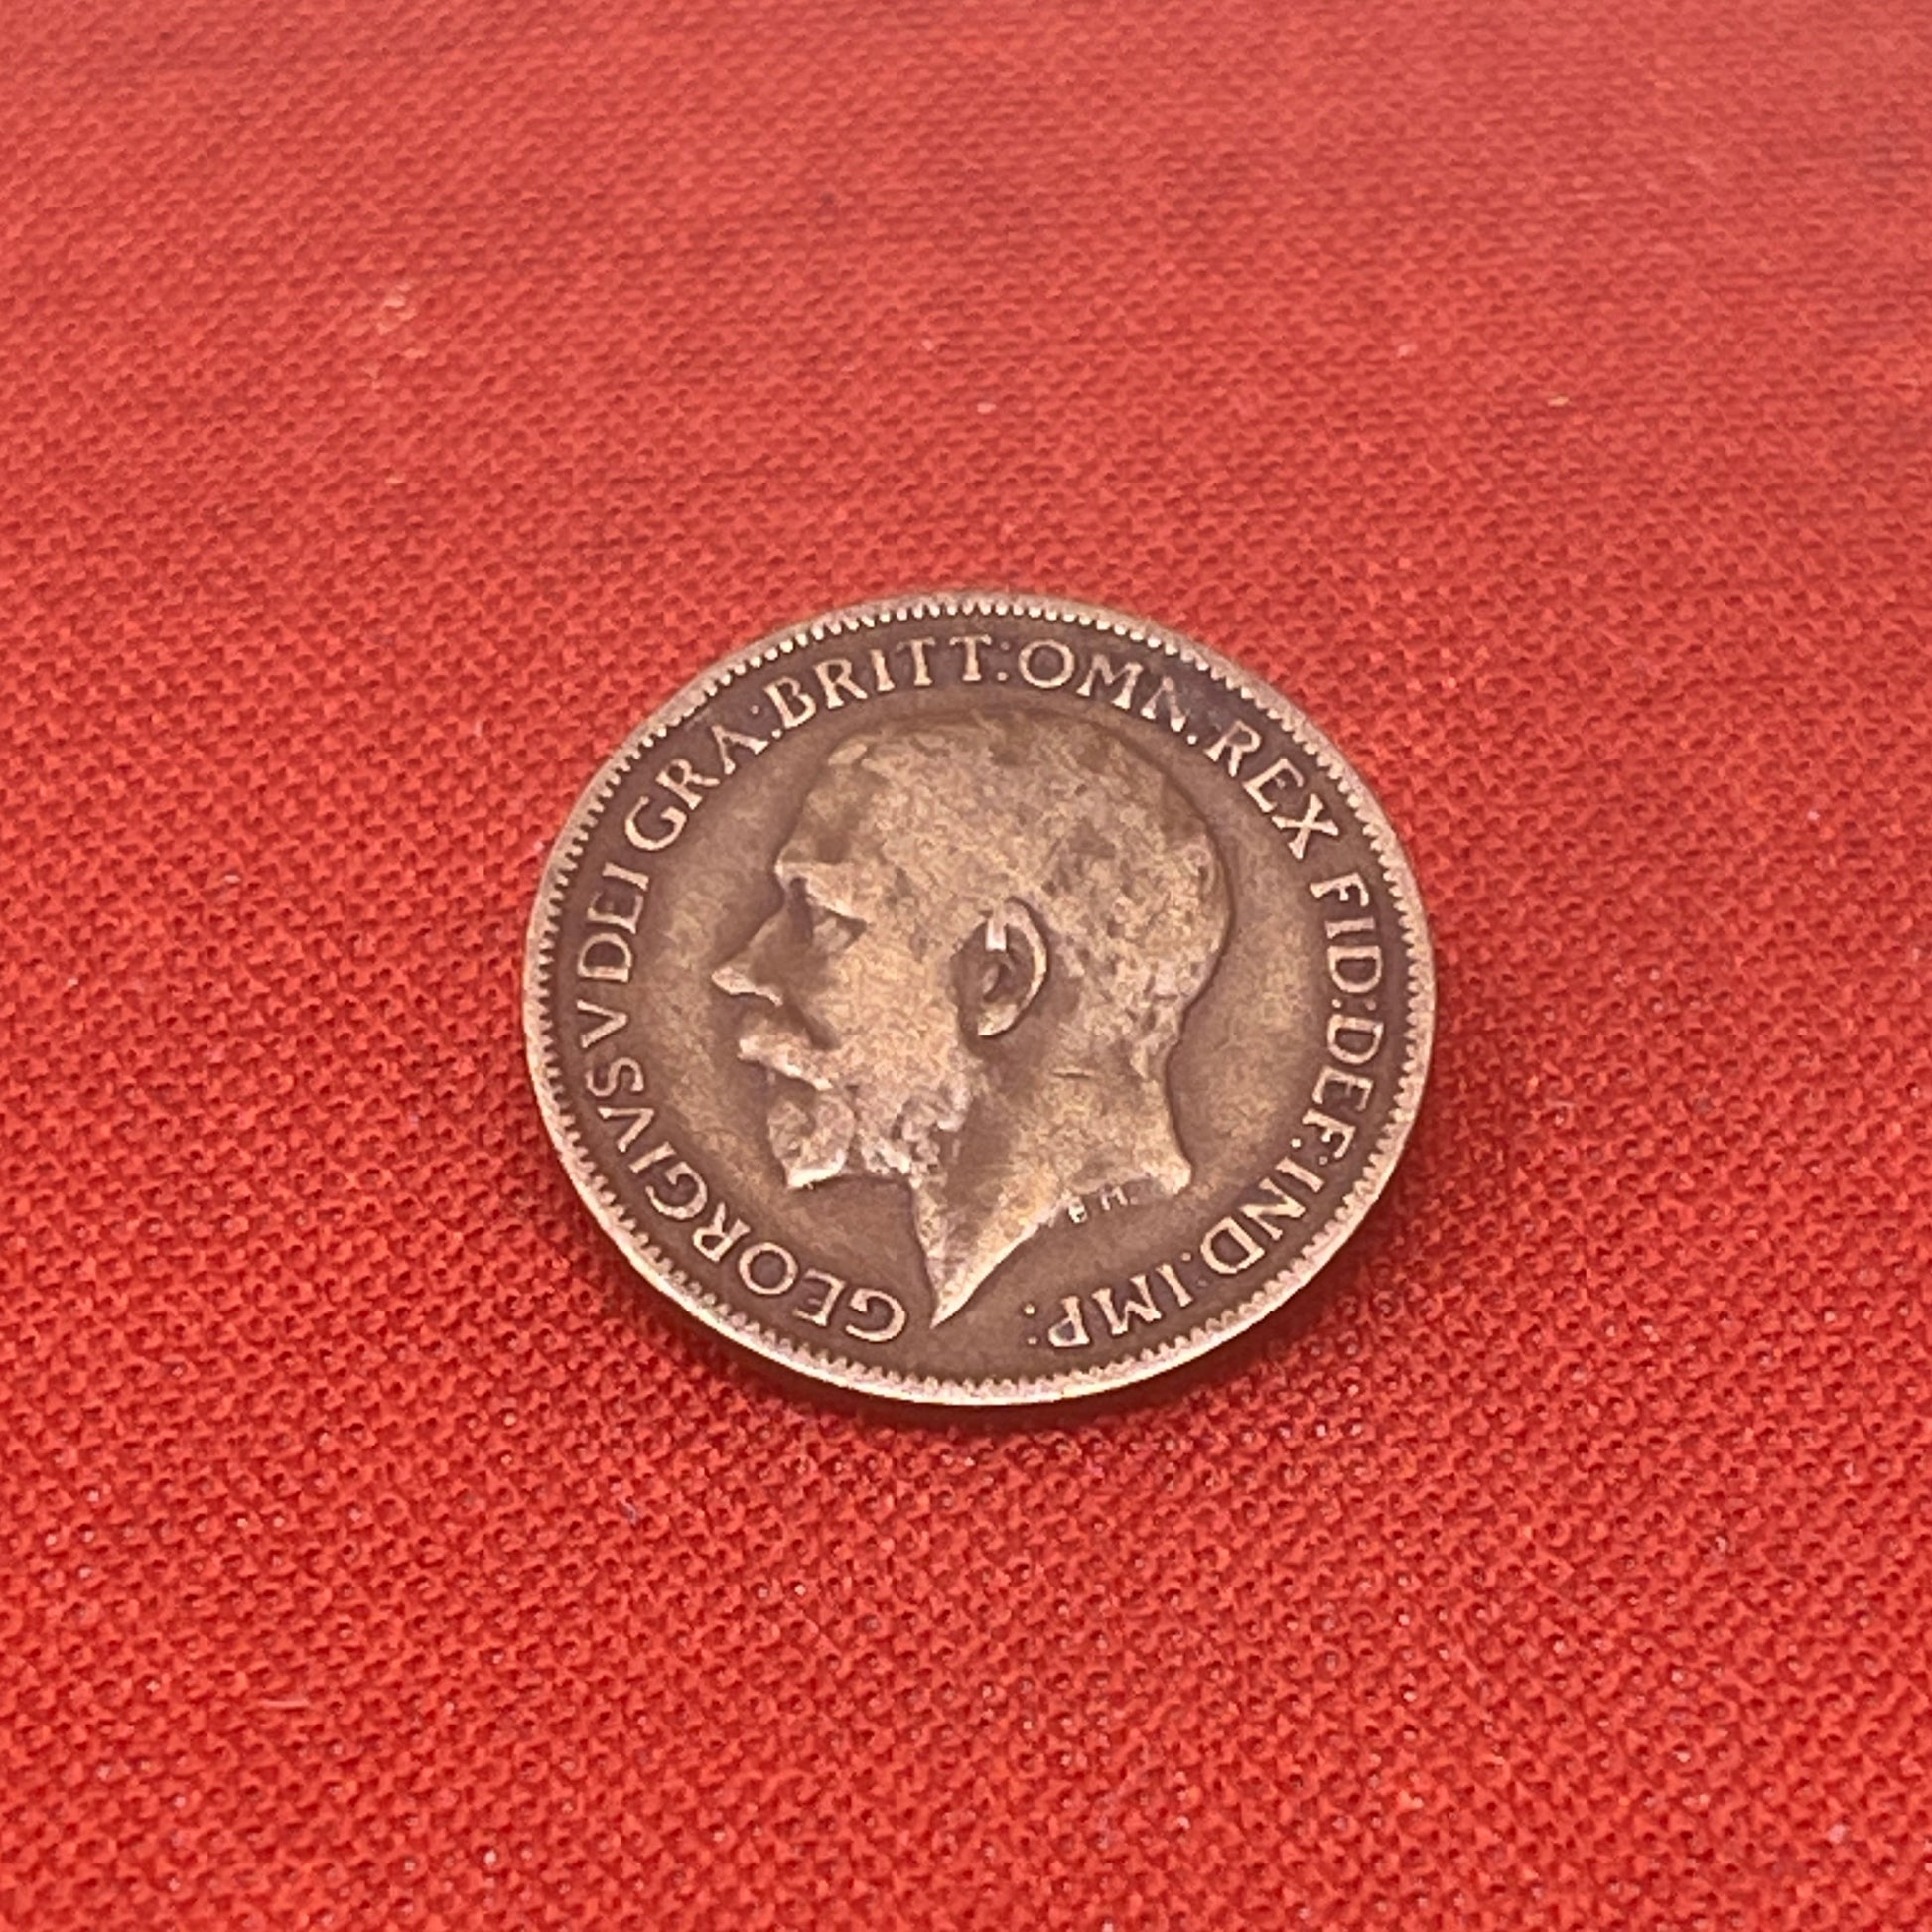 GEORGIVS V DEI GRA: BRITT: OMN: REX FID: DEF: IND: IMP:
B.M.